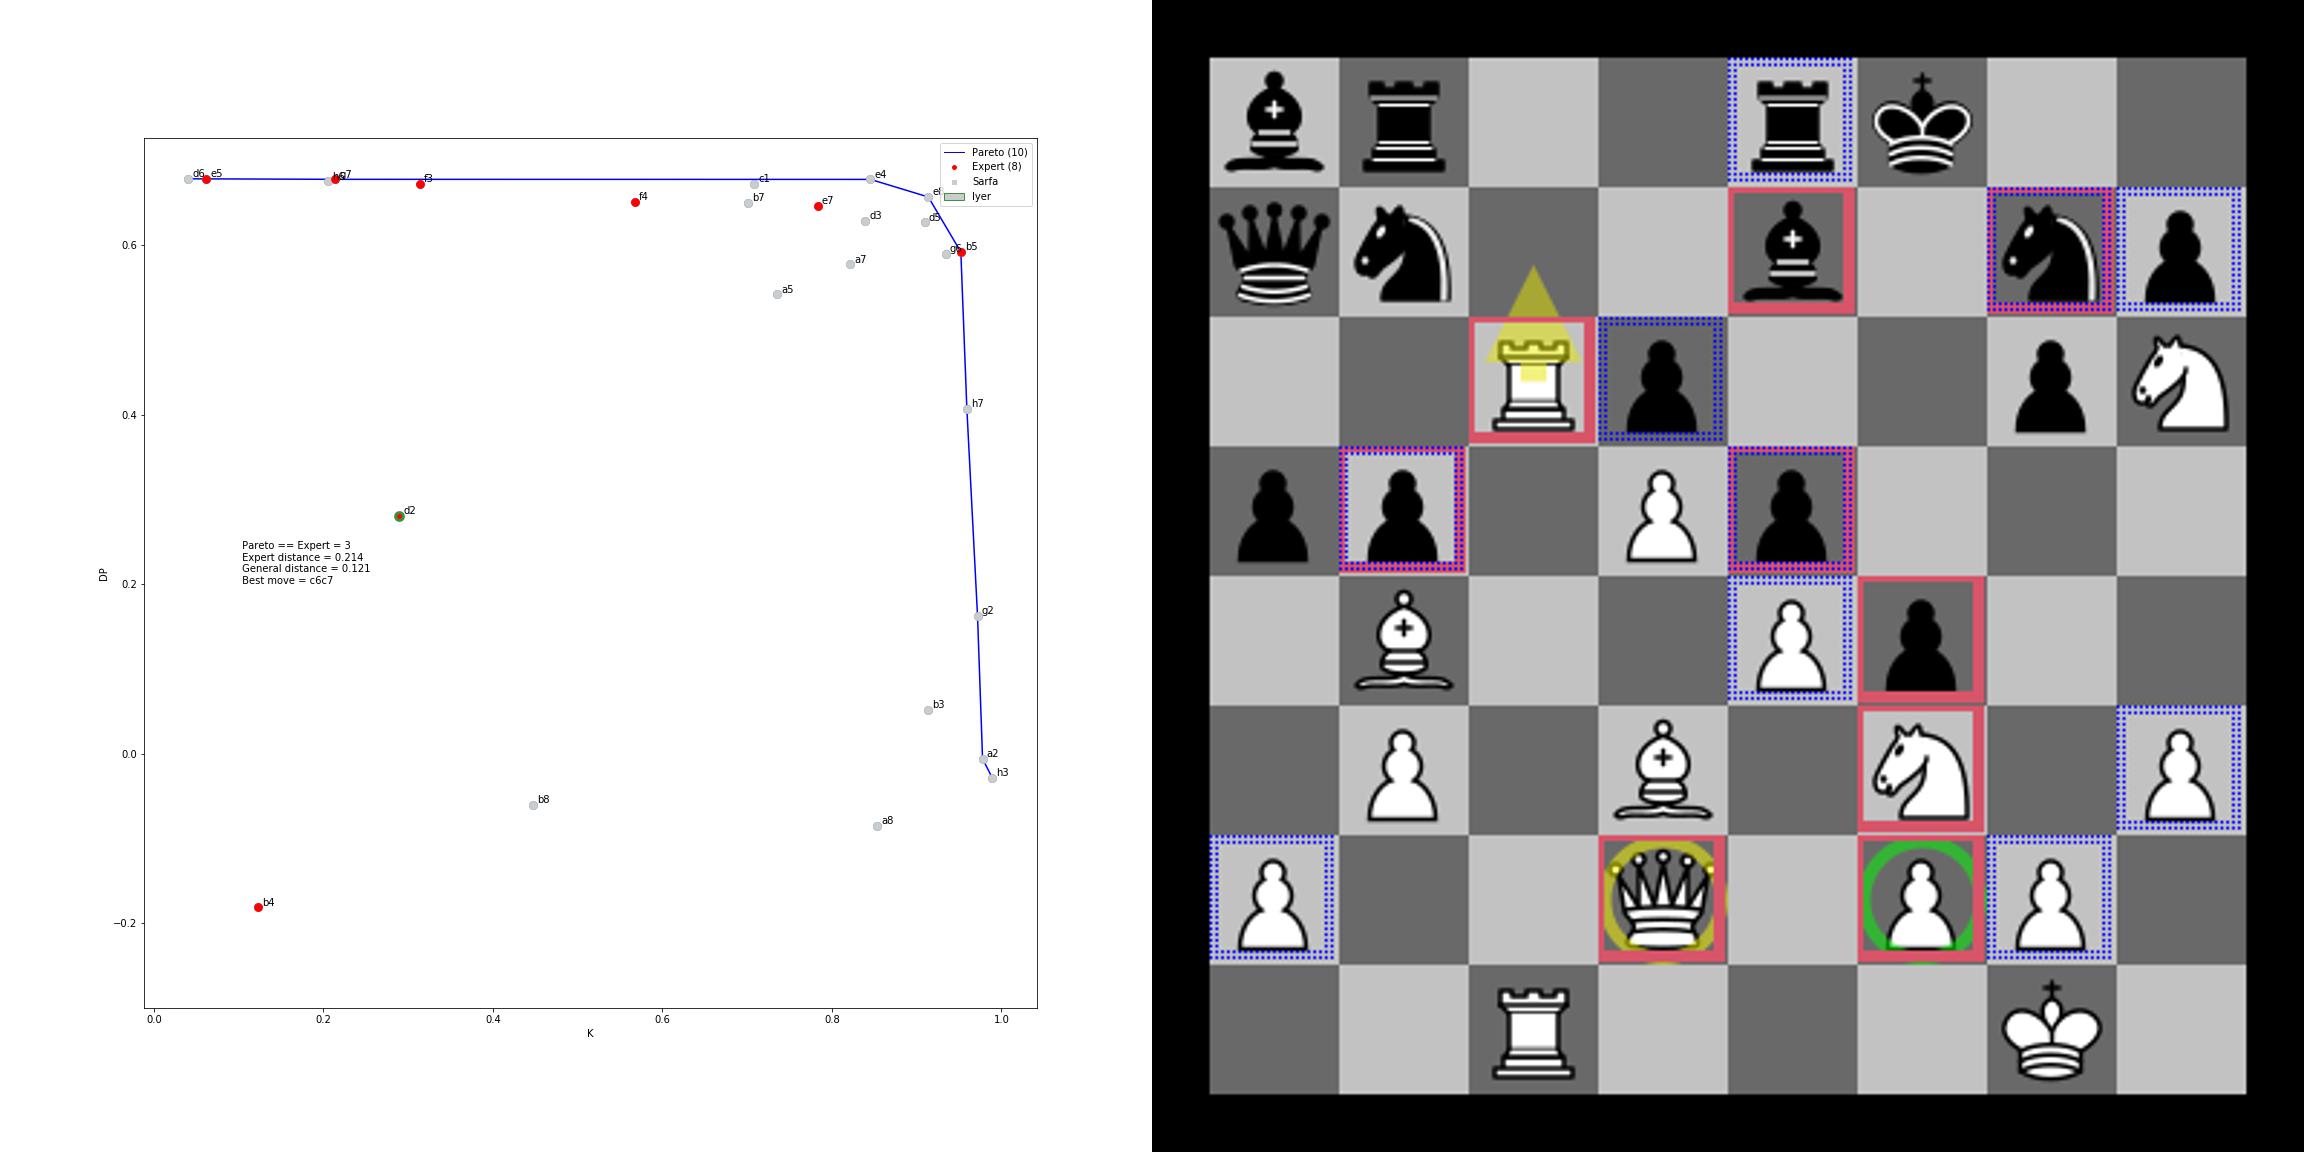 Pareto (10)
Expert (8)
Sarfa
Iyer
d6 e5 g7 f3 c1 e4
f4 b7 e7 d3 d5
g6 b5
a7
a5
h7
d2
Pareto == Expert = 3
Expert distance = 0.214
General distance = 0.121
Best move = c6c7
g2
b3
a2
h3
b8
a8
b4
DP
0.6
0.4
0.2
0.0
−0.2
0.0 0.2 0.4 0.6 0.8 1.0
K